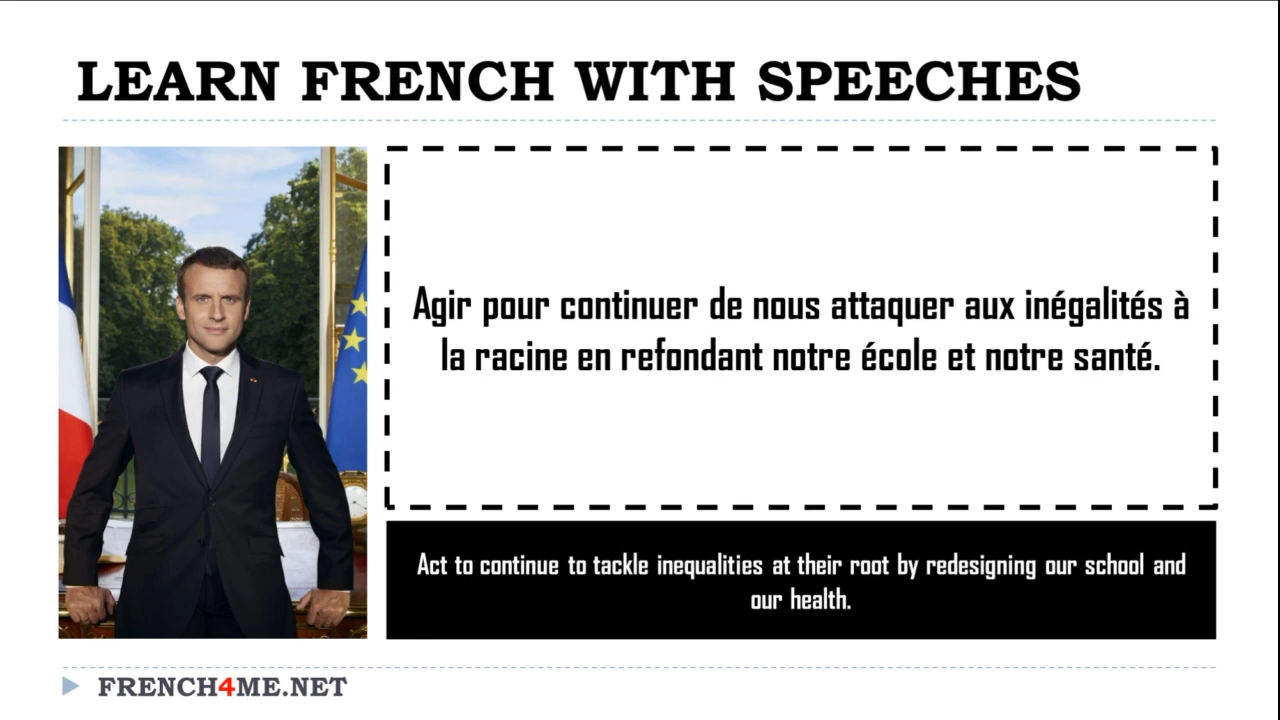 LEARN FRENCH WITH SPEECHES
Agir pour continuer de nous attaquer aux inégalités à
la racine en refondant notre école et notre santé.
Act to continue to tackle inequalities at their root by redesigning our school and
our health.
FRENCH4ME.NET